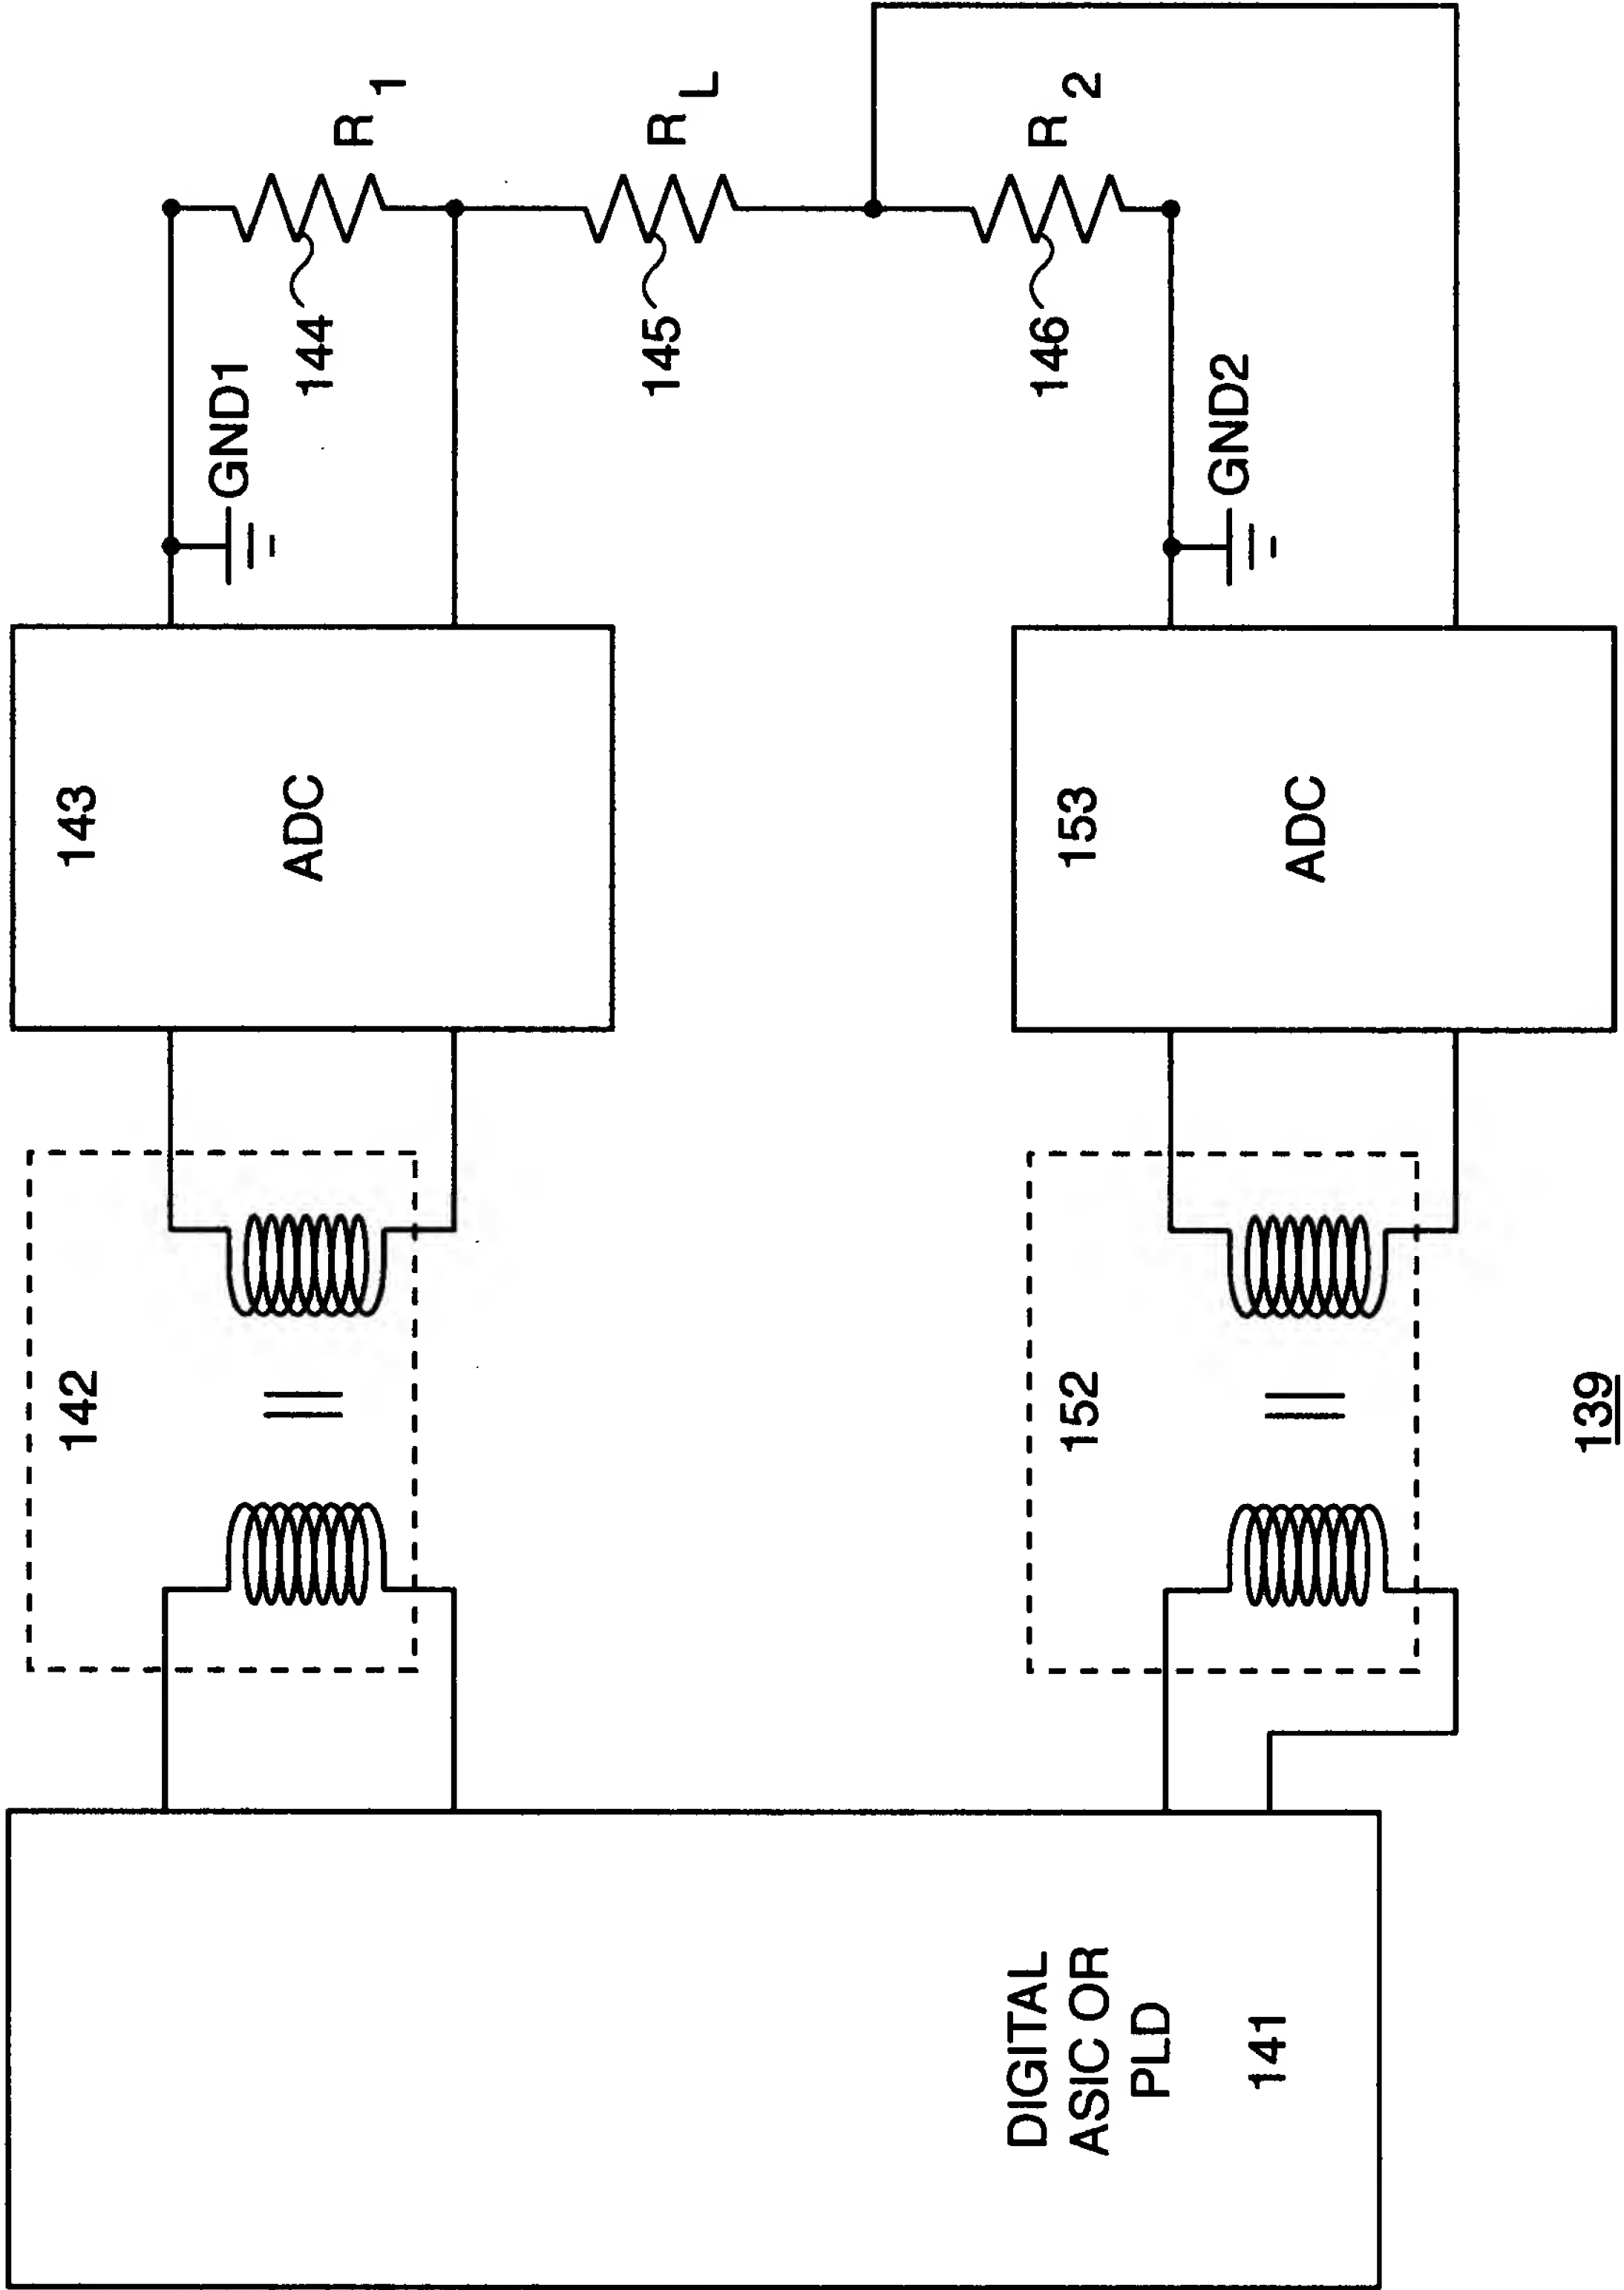 DIGITAL
ASIC OR
PLD
141
142
143
ADC
GND1
144
R 1
145
R L
152
153
ADC
GND2
146
R 2
139